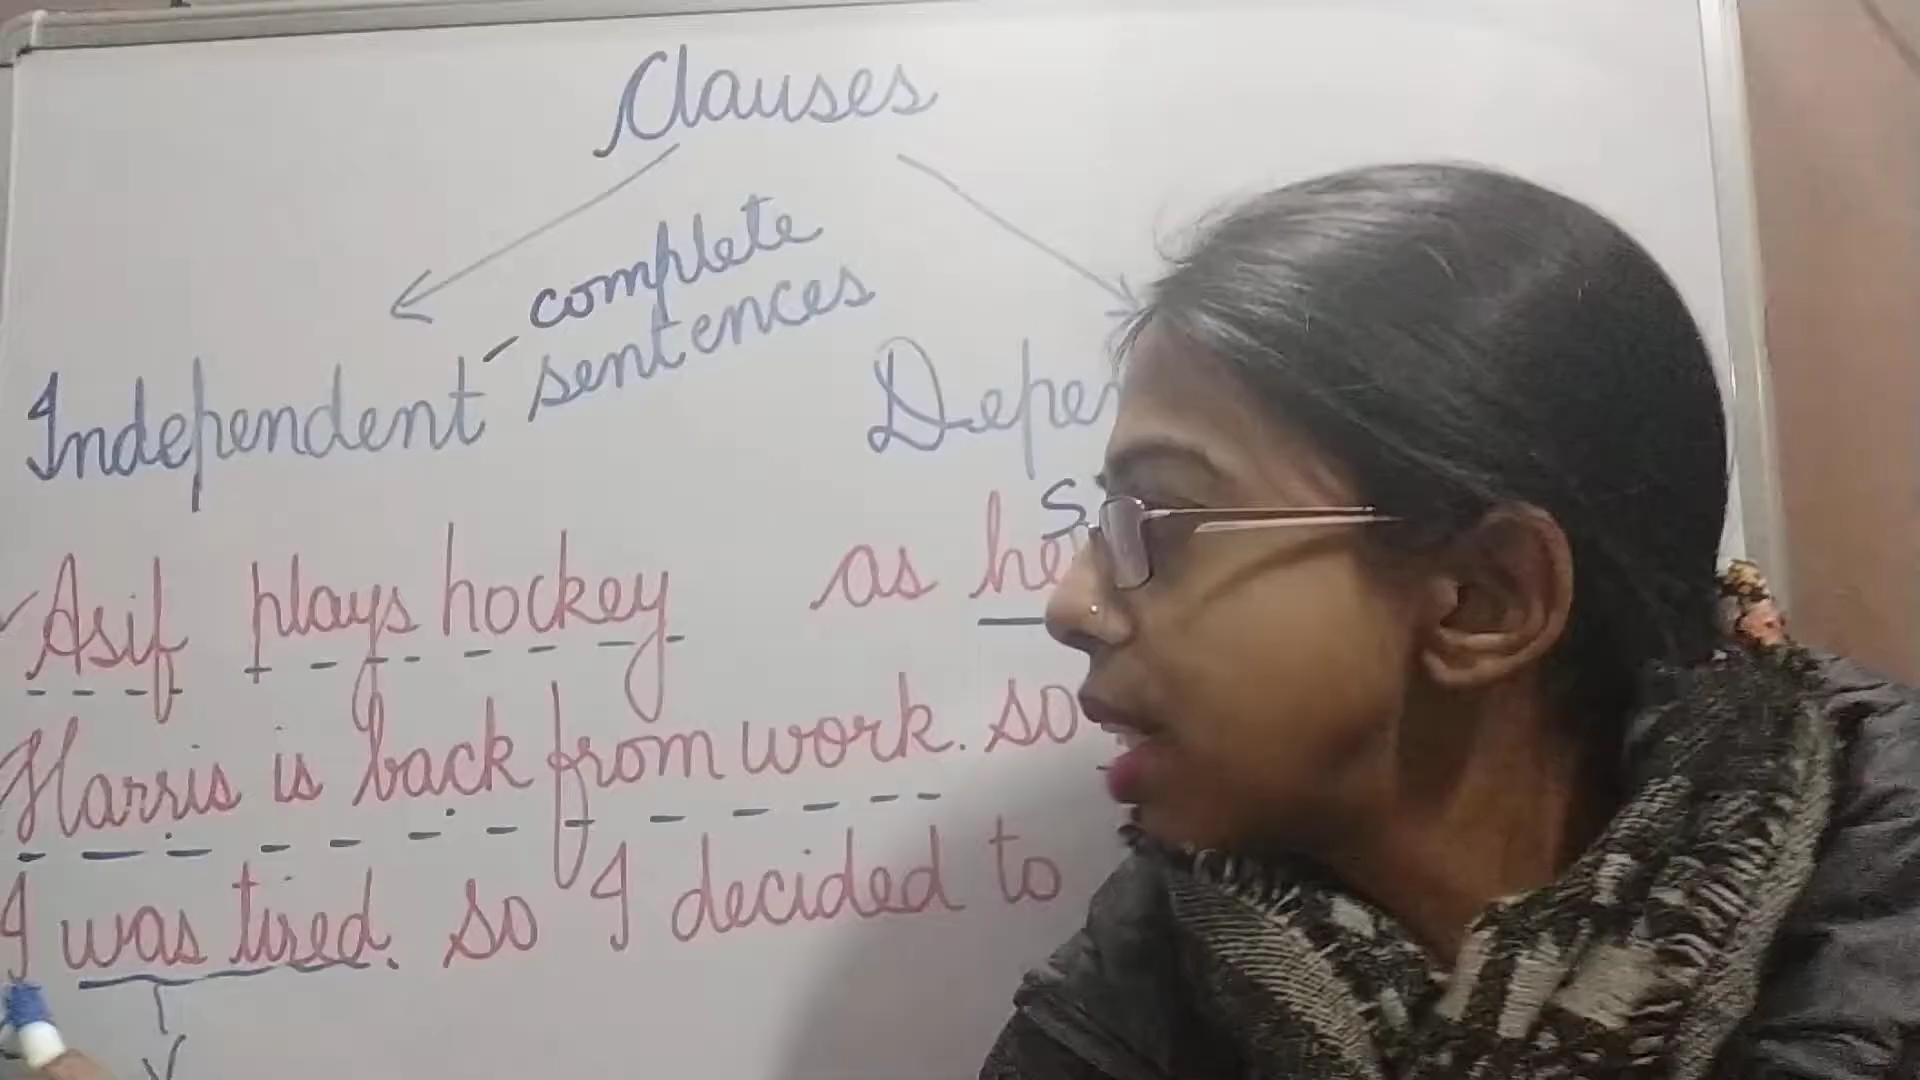 Clauses
complete
sentences
Independent -
S
Asif plays hockey as he
Harris is back from work. so
I was tired. so I decided to
V